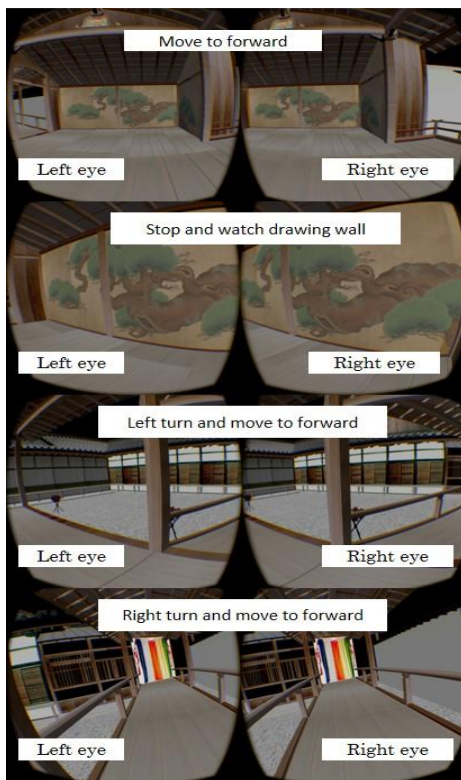 Move to forward
Left eye
Right eye
Stop and watch drawing wall
Left eye
Right eye
Left turn and move to forward
Left eye
Right eye
Right turn and move to forward
Left eye
Right eye